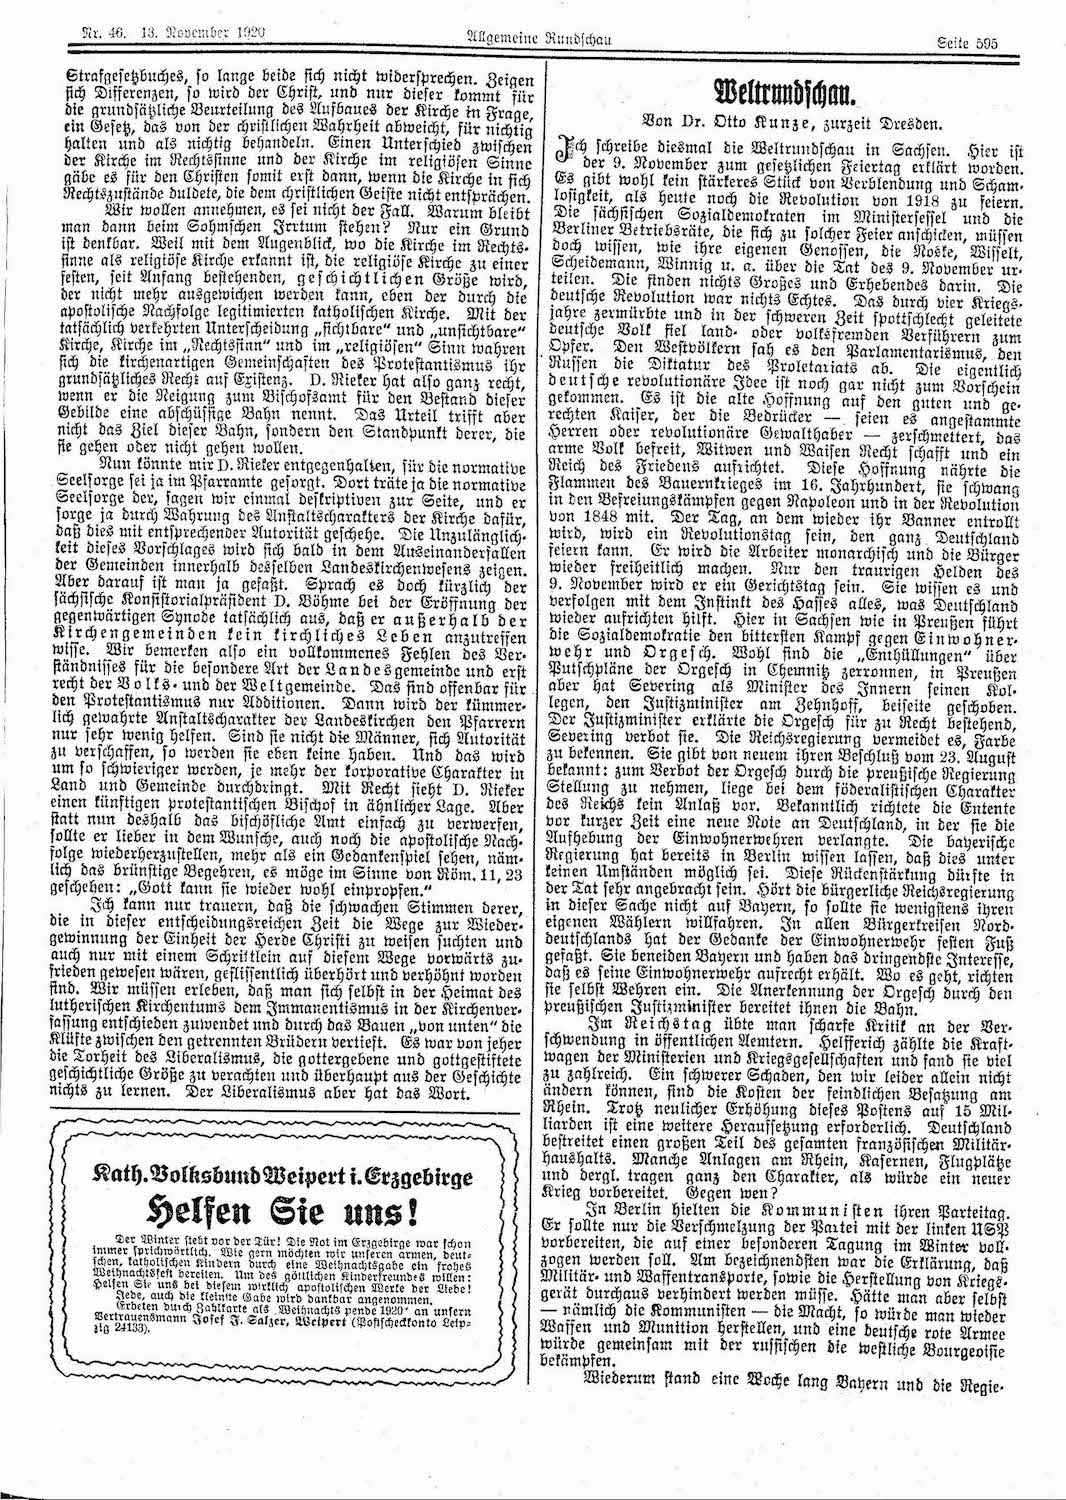 Nr. 46. 13. November 1920
Allgemeine Rundschau
Seite 595
Strafgesetzbuches, so lange beide sich nicht widersprechen. Zeigen
sich Differenzen, so wird der Christ, und nur dieser kommt für
die grundsätzliche Beurteilung des Aufbaues der Kirche in Frage,
ein Gesetz, das von der christlichen Wahrheit abweicht, für nichtig
halten und als nichtig behandeln. Einen Unterschied zwischen
der Kirche im Rechtssinne und der Kirche im religiösen Sinne
gäbe es für den Christen somit erst dann, wenn die Kirche in sich
Rechtszustände duldete, die dem christlichen Geiste nicht entsprächen.
Wir wollen annehmen, es sei nicht der Fall. Warum bleibt
man dann beim Sohmschen Irrtum stehen? Nur ein Grund
ist denkbar. Weil mit dem Augenblick, wo die Kirche im Rechts-
sinne als religiöse Kirche erkannt ist, die religiöse Kirche zu einer
festen, seit Anfang bestehenden, geschichtlichen Größe wird,
der nicht mehr ausgewichen werden kann, eben der durch die
apostolische Nachfolge legitimierten katholischen Kirche. Mit der
tatsächlich verkehrten Unterscheidung „sichtbare“ und „unsichtbare“
Kirche, Kirche im „Rechtssinn“ und im „religiösen“ Sinn wahren
sich die kirchenartigen Gemeinschaften des Protestantismus ihr
grundsätzliches Recht auf Existenz. D. Rieker hat also ganz recht,
wenn er die Neigung zum Bischofsamt für den Bestand dieser
Gebilde eine abschüssige Bahn nennt. Das Urteil trifft aber
nicht das Ziel dieser Bahn, sondern den Standpunkt derer, die
sie gehen oder nicht gehen wollen.
Nun könnte mir D. Rieker entgegenhalten, für die normative
Seelsorge sei ja im Pfarramte gesorgt. Dort träte ja die normative
Seelsorge der, sagen wir einmal deskriptiven zur Seite, und er
sorge ja durch Wahrung des Anstaltscharakters der Kirche dafür,
daß dies mit entsprechender Autorität geschehe. Die Unzulänglich-
keit dieses Vorschlages wird sich bald in dem Auseinanderfallen
der Gemeinden innerhalb desselben Landeskirchenwesens zeigen.
Aber darauf ist man ja gefaßt. Sprach es doch kürzlich der
sächsische Konsistorialpräsident D. Böhme bei der Eröffnung der
gegenwärtigen Synode tatsächlich aus, daß er außerhalb der
Kirchengemeinden kein kirchliches Leben anzutreffen
wisse. Wir bemerken also ein vollkommenes Fehlen des Ver-
ständnisses für die besondere Art der Landesgemeinde und erst
recht der Volks- und der Weltgemeinde. Das sind offenbar für
den Protestantismus nur Additionen. Dann wird der kümmer-
lich gewahrte Anstaltscharakter der Landeskirchen den Pfarrern
nur sehr wenig helfen. Sind sie nicht die Männer, sich Autorität
zu verschaffen, so werden sie eben keine haben. Und das wird
um so schwieriger werden, je mehr der korporative Charakter in
Land und Gemeinde durchdringt. Mit Recht sieht D. Rieker
einen künftigen protestantischen Bischof in ähnlicher Lage. Aber
statt nun deshalb das bischöfliche Amt einfach zu verwerfen,
sollte er lieber in dem Wunsche, auch noch die apostolische Nach-
folge wiederherzustellen, mehr als ein Gedankenspiel sehen, näm-
lich das brünstige Begehren, es möge im Sinne von Röm. 11, 23
geschehen: „Gott kann sie wieder wohl einpropfen.“
Ich kann nur trauern, daß die schwachen Stimmen derer,
die in dieser entscheidungsreichen Zeit die Wege zur Wieder-
gewinnung der Einheit der Herde Christi zu weisen suchten und
auch nur mit einem Schrittlein auf diesem Wege vorwärts zu-
frieden gewesen wären, geflissentlich überhört und verhöhnt worden
sind. Wir müssen erleben, daß man sich selbst in der Heimat des
lutherischen Kirchentums dem Immanentismus in der Kirchenver-
fassung entschieden zuwendet und durch das Bauen „von unten“ die
Klüfte zwischen den getrennten Brüdern vertieft. Es war von jeher
die Torheit des Liberalismus, die gottergebene und gottgestiftete
geschichtliche Größe zu verachten und überhaupt aus der Geschichte
nichts zu lernen. Der Liberalismus aber hat das Wort.
Kath. Volksbund Weipert i. Erzgebirge
Helfen Sie uns!
Der Winter steht vor der Tür! Die Not im Erzgebirge war schon
immer sprichwörtlich. Wie gern möchten wir unseren armen, deut-
schen, katholischen Kindern durch eine Weihnachtsgabe ein frohes
Weihnachtsfest bereiten. Um des göttlichen Kinderfreundes willen:
Helfen Sie uns bei diesem wirklich apostolischen Werke der Liebe!
Jede, auch die kleinste Gabe wird dankbar angenommen.
Erbeten durch Zahlkarte als „Weihnachts pende 1920“ an unsern
Vertrauensmann Josef J. Salzer, Weipert (Postscheckkonto Leip-
zig 24133).
Weltrundschau.
Von Dr. Otto Kunze, zurzeit Dresden.
Ich schreibe diesmal die Weltrundschau in Sachsen. Hier ist
der 9. November zum gesetzlichen Feiertag erklärt worden.
Es gibt wohl kein stärkeres Stück von Verblendung und Scham-
losigkeit, als heute noch die Revolution von 1918 zu feiern.
Die sächsischen Sozialdemokraten im Ministersessel und die
Berliner Betriebsräte, die sich zu solcher Feier anschicken, müssen
doch wissen, wie ihre eigenen Genossen, die Noske, Wisselt,
Scheidemann, Winnig u. a. über die Tat des 9. November ur-
teilen. Die finden nichts Großes und Erhebendes darin. Die
deutsche Revolution war nichts Echtes. Das durch vier Kriegs-
jahre zermürbte und in der schweren Zeit spottschlecht geleitete
deutsche Volk fiel land- oder volksfremden Verführern zum
Opfer. Den Westvölkern sah es den Parlamentarismus, den
Russen die Diktatur des Proletariats ab. Die eigentlich
deutsche revolutionäre Idee ist noch gar nicht zum Vorschein
gekommen. Es ist die alte Hoffnung auf den guten und ge-
rechten Kaiser, der die Bedrücker — seien es angestammte
Herren oder revolutionäre Gewalthaber — zerschmettert, das
arme Volk befreit, Witwen und Waisen Recht schafft und ein
Reich des Friedens aufrichtet. Diese Hoffnung nährte die
Flammen des Bauernkrieges im 16. Jahrhundert, sie schwang
in den Befreiungskämpfen gegen Napoleon und in der Revolution
von 1848 mit. Der Tag, an dem wieder ihr Banner entrollt
wird, wird ein Revolutionstag sein, den ganz Deutschland
feiern kann. Er wird die Arbeiter monarchisch und die Bürger
wieder freiheitlich machen. Nur den traurigen Helden des
9. November wird er ein Gerichtstag sein. Sie wissen es und
verfolgen mit dem Instinkt des Hasses alles, was Deutschland
wieder aufrichten hilft. Hier in Sachsen wie in Preußen führt
die Sozialdemokratie den bittersten Kampf gegen Einwohner-
wehr und Orgesch. Wohl sind die „Enthüllungen“ über
Putschpläne der Orgesch in Chemnitz zerronnen, in Preußen
aber hat Severing als Minister des Innern seinen Kol-
legen, den Justizminister am Zehnhoff, beiseite geschoben.
Der Justizminister erklärte die Orgesch für zu Recht bestehend,
Severing verbot sie. Die Reichsregierung vermeidet es, Farbe
zu bekennen. Sie gibt von neuem ihren Beschluß vom 23. August
bekannt: zum Verbot der Orgesch durch die preußische Regierung
Stellung zu nehmen, liege bei dem föderalistischen Charakter
des Reichs kein Anlaß vor. Bekanntlich richtete die Entente
vor kurzer Zeit eine neue Note an Deutschland, in der sie die
Aufhebung der Einwohnerwehren verlangte. Die bayerische
Regierung hat bereits in Berlin wissen lassen, daß dies unter
keinen Umständen möglich sei. Diese Rückenstärkung dürfte in
der Tat sehr angebracht sein. Hört die bürgerliche Reichsregierung
in dieser Sache nicht auf Bayern, so sollte sie wenigstens ihren
eigenen Wählern willfahren. In allen Bürgerkreisen Nord-
deutschlands hat der Gedanke der Einwohnerwehr festen Fuß
gefaßt. Sie beneiden Bayern und haben das dringendste Interesse,
daß es seine Einwohnerwehr aufrecht erhält. Wo es geht, richten
sie selbst Wehren ein. Die Anerkennung der Orgesch durch den
preußischen Justizminister bereitet ihnen die Bahn.
Im Reichstag übte man scharfe Kritik an der Ver-
schwendung in öffentlichen Aemtern. Helfferich zählte die Kraft-
wagen der Ministerien und Kriegsgesellschaften und fand sie viel
zu zahlreich. Ein schwerer Schaden, den wir leider allein nicht
ändern können, sind die Kosten der feindlichen Besatzung am
Rhein. Trotz neulicher Erhöhung dieses Postens auf 15 Mil-
liarden ist eine weitere Heraussetzung erforderlich. Deutschland
bestreitet einen großen Teil des gesamten französischen Militär-
haushalts. Manche Anlagen am Rhein, Kasernen, Flugplätze
und dergl. tragen ganz den Charakter, als würde ein neuer
Krieg vorbereitet. Gegen wen?
In Berlin hielten die Kommunisten ihren Parteitag.
Er sollte nur die Verschmelzung der Partei mit der linken USP
vorbereiten, die auf einer besonderen Tagung im Winter voll-
zogen werden soll. Am bezeichnendsten war die Erklärung, daß
Militär- und Waffentransporte, sowie die Herstellung von Kriegs-
gerät durchaus verhindert werden müsse. Hätte man aber selbst
— nämlich die Kommunisten — die Macht, so würde man wieder
Waffen und Munition herstellen, und eine deutsche rote Armee
würde gemeinsam mit der russischen die westliche Bourgeoisie
bekämpfen.
Wiederum stand eine Woche lang Bayern und die Regie-